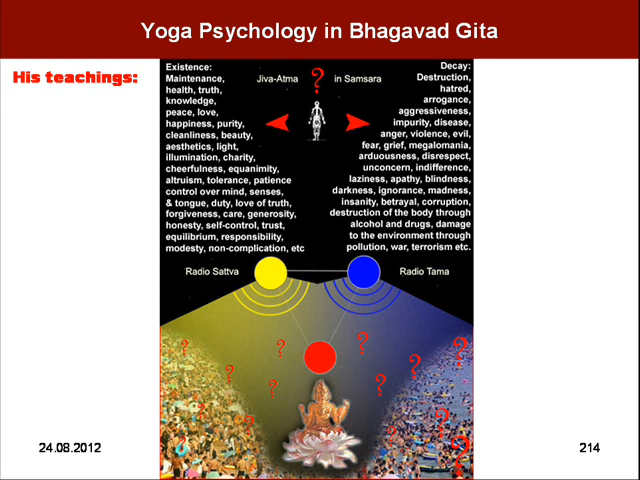 Yoga Psychology in Bhagavad Gita
His teachings:
Existence:
Maintenance,
health, truth,
knowledge,
peace, love,
happiness, purity,
cleanliness, beauty,
aesthetics, light,
illumination, charity,
cheerfulness, equanimity,
altruism, tolerance, patience
control over mind, senses,
& tongue, duty, love of truth,
forgiveness, care, generosity,
honesty, self-control, trust,
equilibrium, responsibility,
modesty, non-complication, etc
Jiva-Atma ? in Samsara
Decay:
Destruction,
hatred,
arrogance,
aggressiveness,
impurity, disease,
anger, violence, evil,
fear, grief, megalomania,
arduousness, disrespect,
unconcern, indifference,
laziness, apathy, blindness,
darkness, ignorance, madness,
insanity, betrayal, corruption,
destruction of the body through
alcohol and drugs, damage
to the environment through
pollution, war, terrorism etc.
Radio Sattva
Radio Tama
? ? ? ? ? ? ? ? ? ? ? ? ?
24.08.2012
214